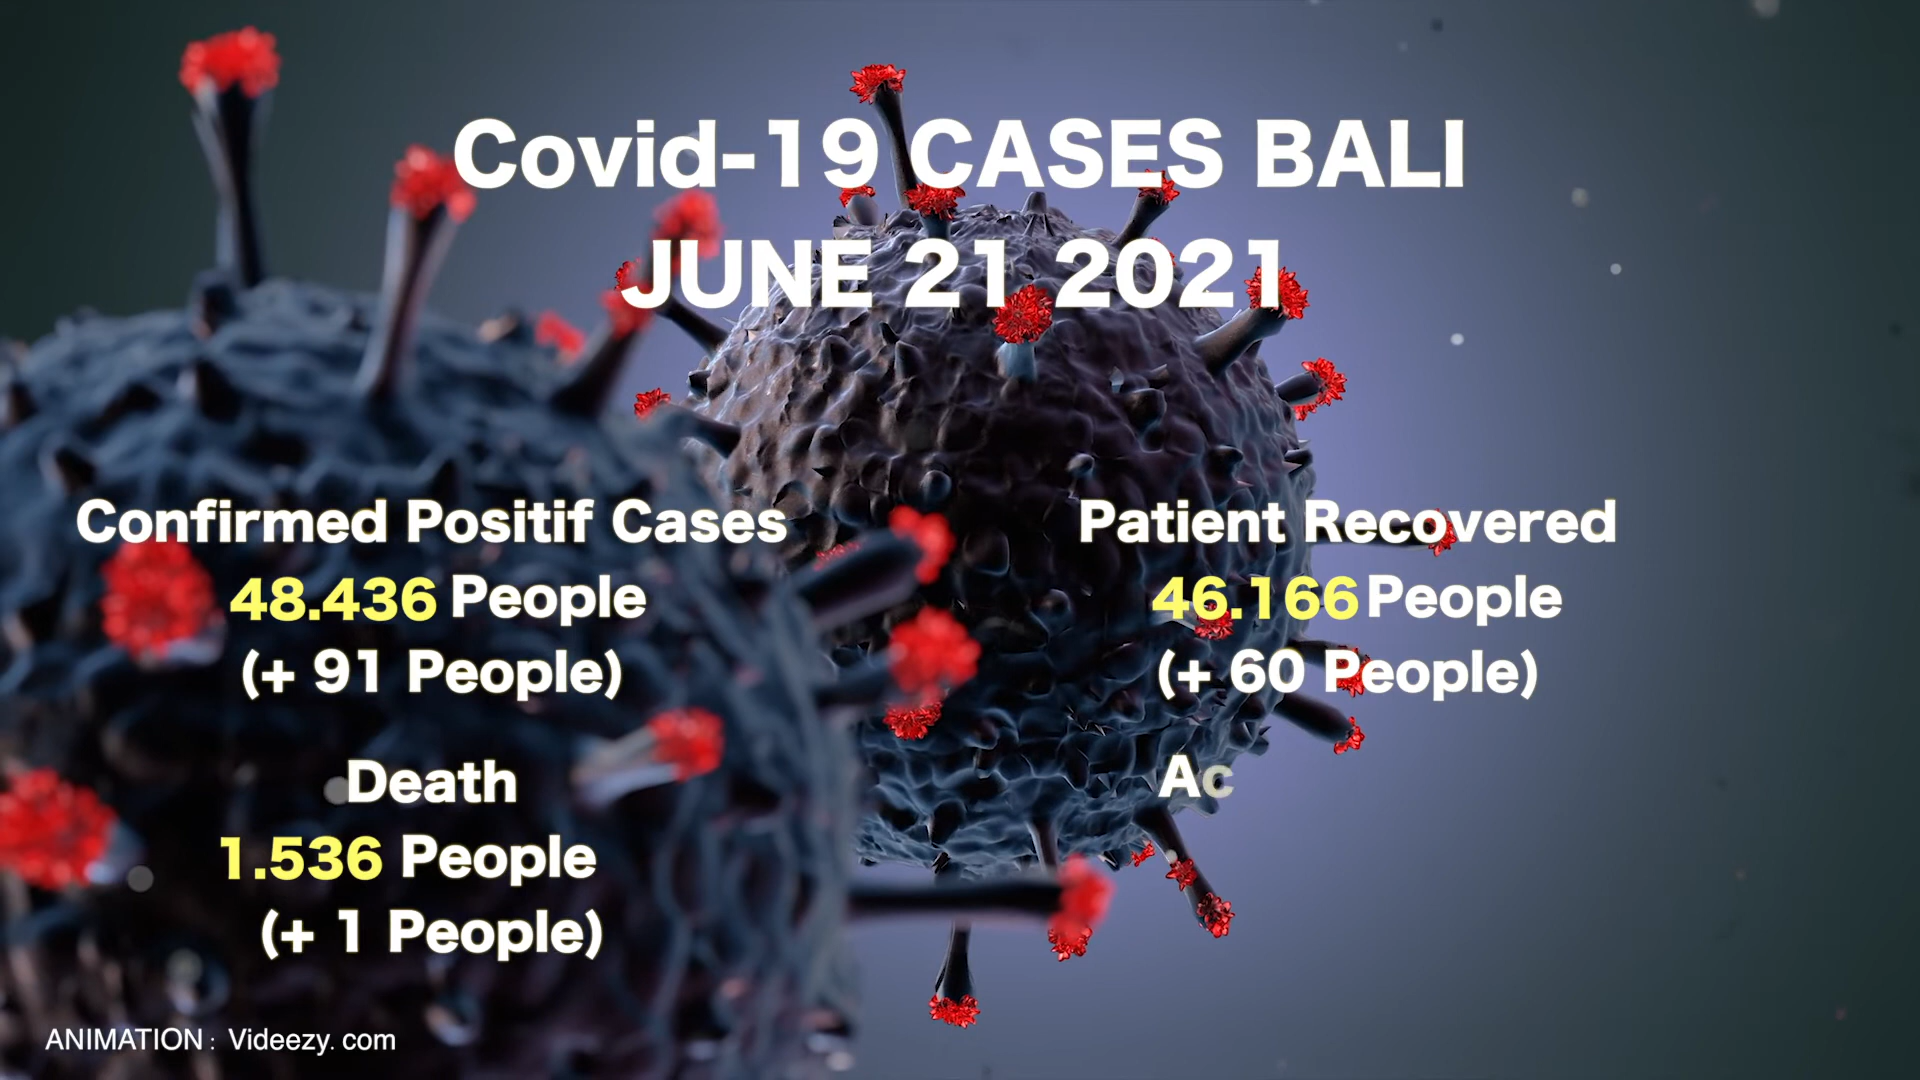 Covid-19 CASES BALI
JUNE 21 2021
Confirmed Positif Cases
48.436 People
(+ 91 People)
Patient Recovered
46.166 People
(+ 60 People)
Death
1.536 People
(+ 1 People)
Ac
ANIMATION : Videezy. com